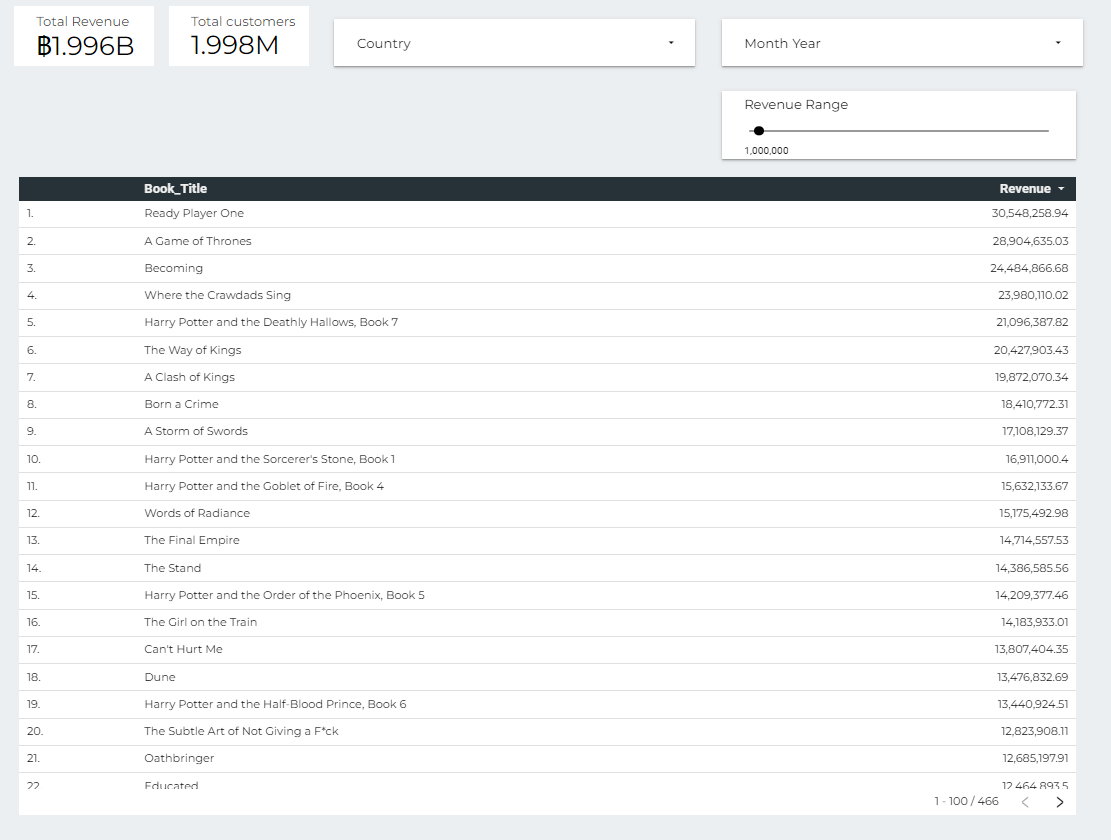 Total Revenue
฿1.996B
Total customers
1.998M
Country
Month Year
Revenue Range
1,000,000
Book_Title Revenue
1. Ready Player One 30,548,258.94
2. A Game of Thrones 28,904,635.03
3. Becoming 24,484,866.68
4. Where the Crawdads Sing 23,980,110.02
5. Harry Potter and the Deathly Hallows, Book 7 21,096,387.82
6. The Way of Kings 20,427,903.43
7. A Clash of Kings 19,872,070.34
8. Born a Crime 18,410,772.31
9. A Storm of Swords 17,108,129.37
10. Harry Potter and the Sorcerer's Stone, Book 1 16,911,000.4
11. Harry Potter and the Goblet of Fire, Book 4 15,632,133.67
12. Words of Radiance 15,175,492.98
13. The Final Empire 14,714,557.53
14. The Stand 14,386,585.56
15. Harry Potter and the Order of the Phoenix, Book 5 14,209,377.46
16. The Girl on the Train 14,183,933.01
17. Can't Hurt Me 13,807,404.35
18. Dune 13,476,832.69
19. Harry Potter and the Half-Blood Prince, Book 6 13,440,924.51
20. The Subtle Art of Not Giving a F*ck 12,823,908.11
21. Oathbringer 12,685,197.91
22 Educated 12,464,893.5
1 - 100 / 466